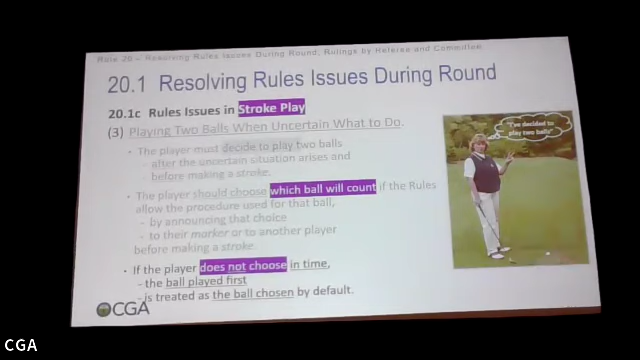 Rule 20 – Resolving Rules Issues During Round; Rulings by Referee and Committee
20.1 Resolving Rules Issues During Round
20.1c Rules Issues in Stroke Play
(3) Playing Two Balls When Uncertain What to Do.
• The player must decide to play two balls
- after the uncertain situation arises and
before making a stroke.
• The player should choose which ball will count if the Rules
allow the procedure used for that ball,
- by announcing that choice
- to their marker or to another player
before making a stroke.
• If the player does not choose in time,
- the ball played first
- is treated as the ball chosen by default.
"I've decided to
play two balls"
CGA
CGA